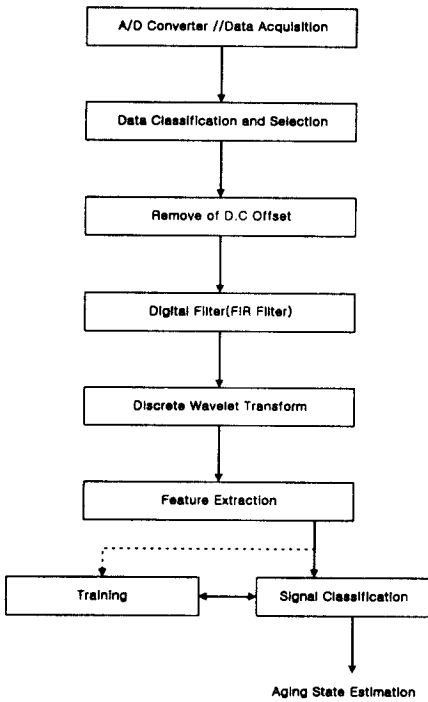 A/D Converter //Data Acquisition
Data Classification and Selection
Remove of D.C Offset
Digital Filter(FIR Filter)
Discrete Wavelet Transform
Feature Extraction
Training
Signal Classification
Aging State Estimation